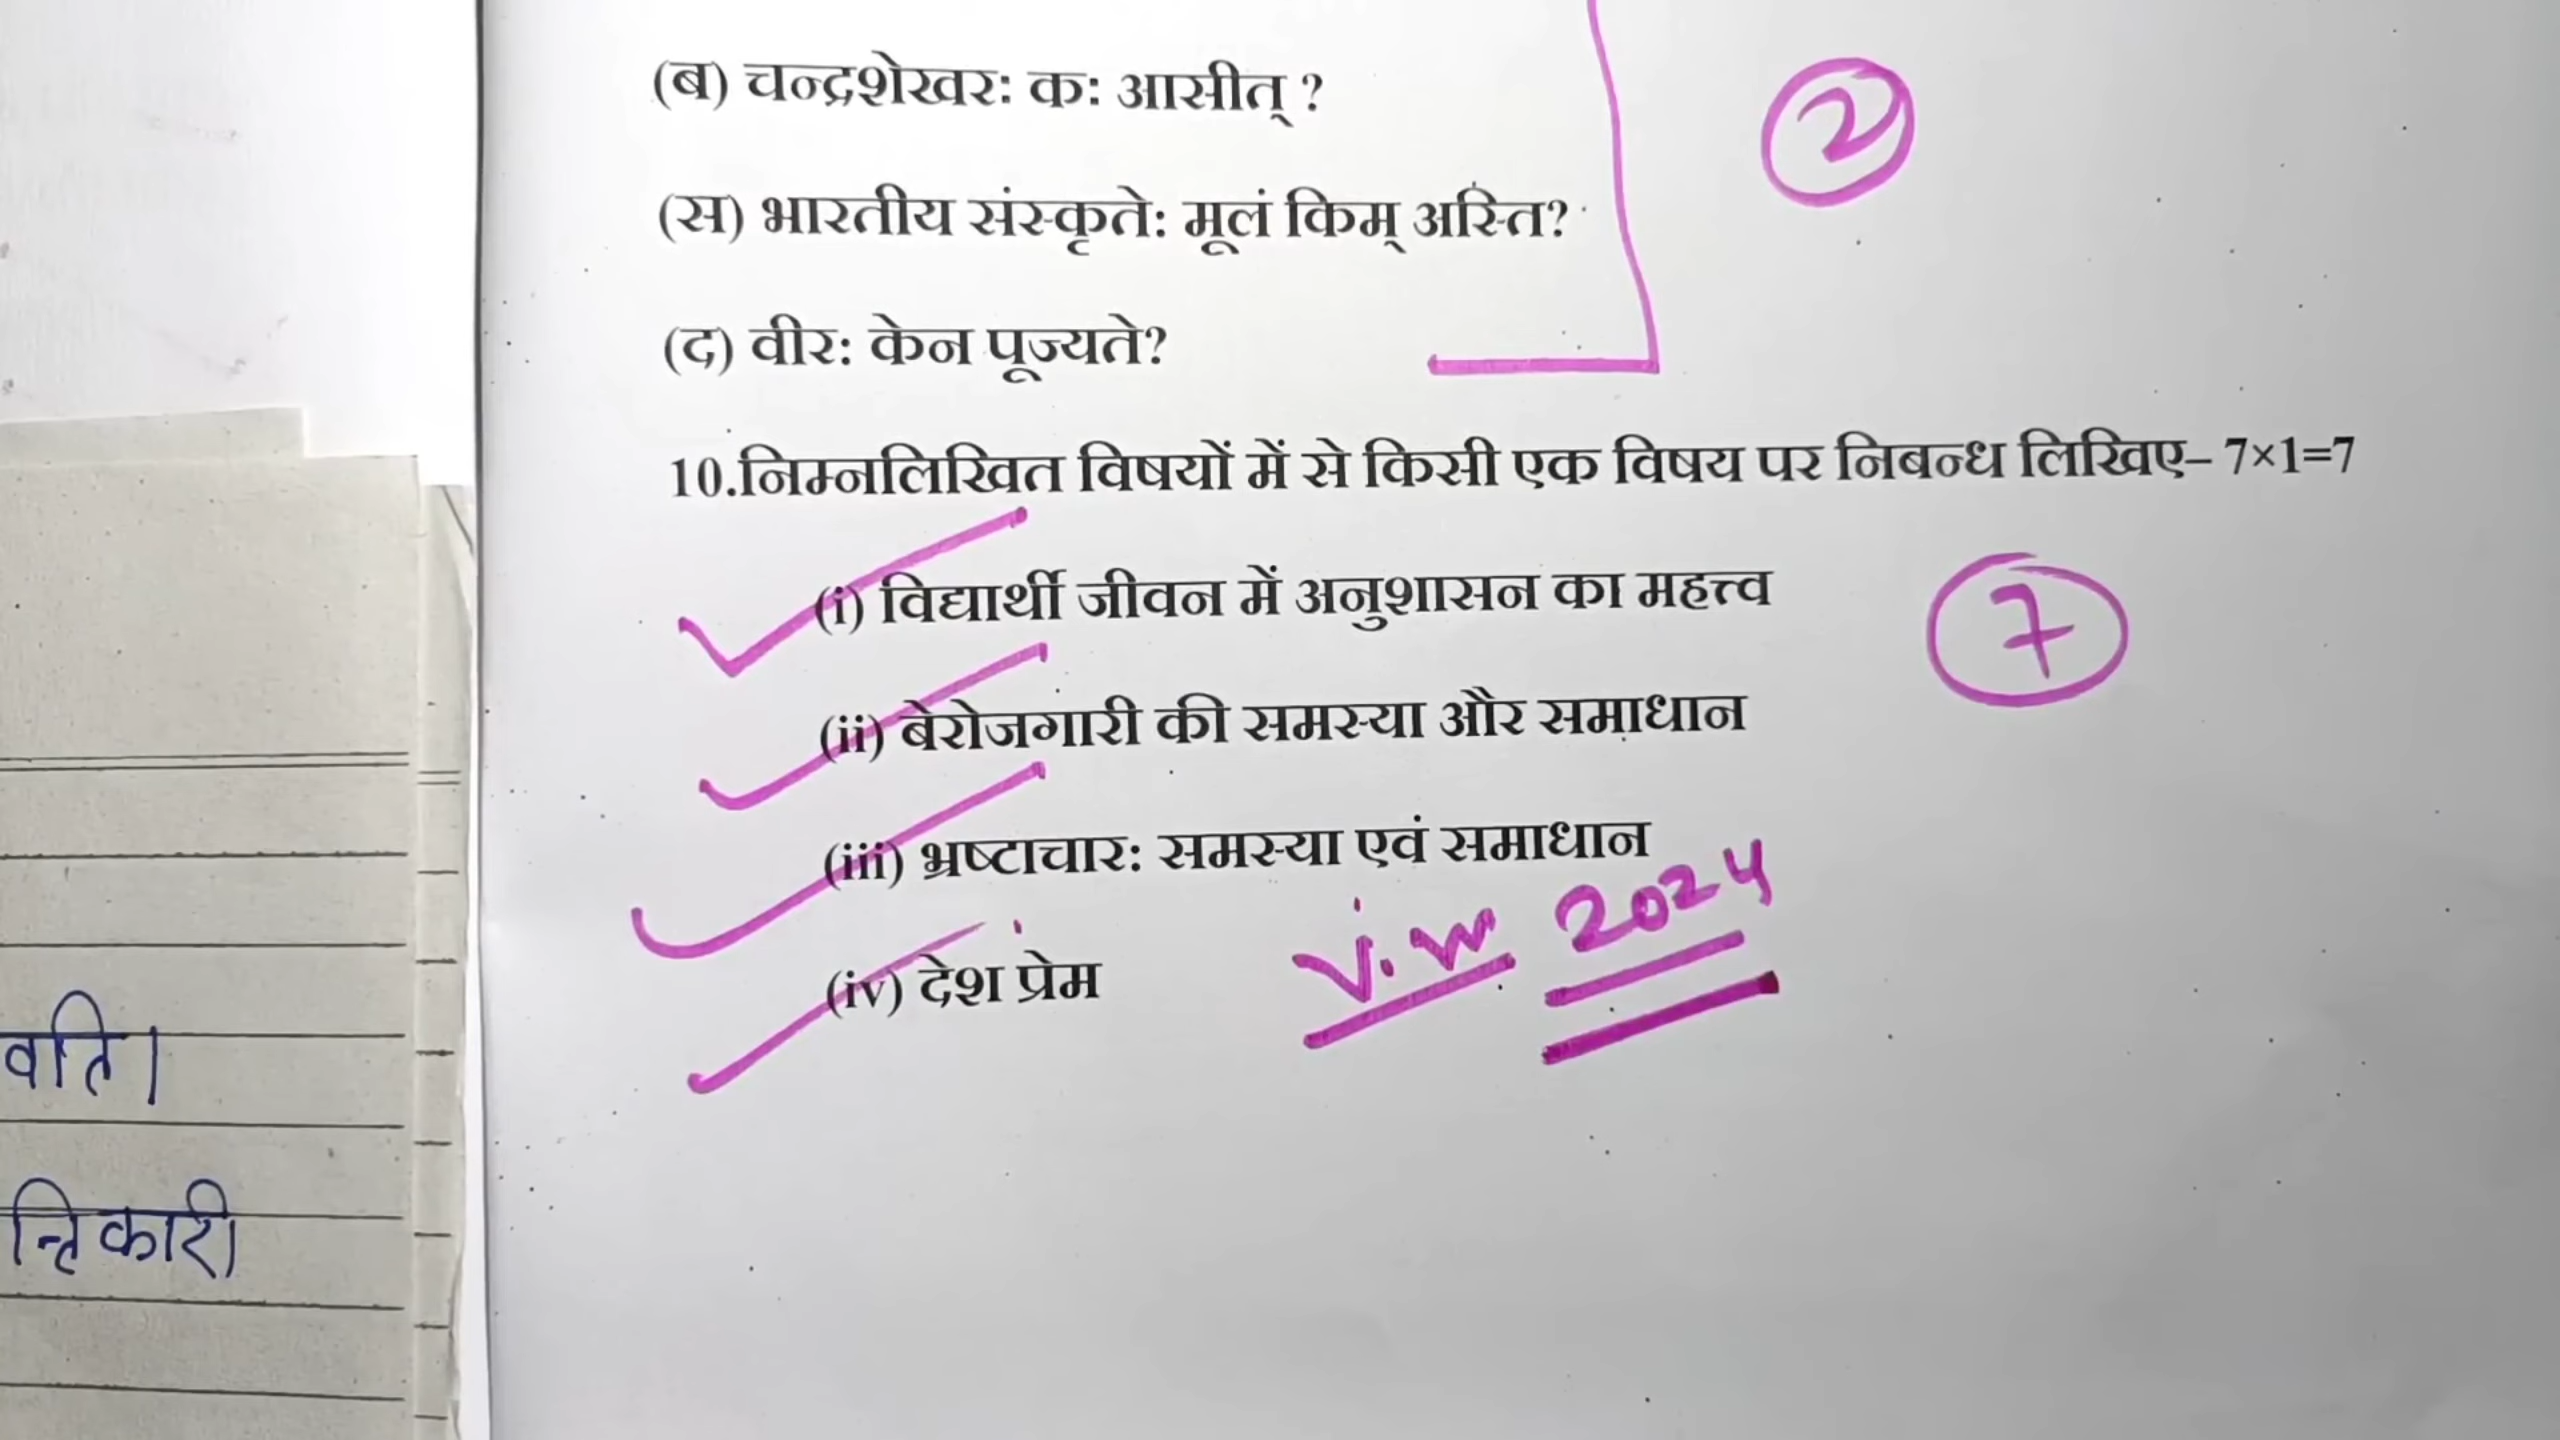 (ब) चन्द्रशेखरः कः आसीत् ?
2
(स) भारतीय संस्कृतेः मूलं किम् अस्ति?
(द) वीरः केन पूज्यते?
10.निम्नलिखित विषयों में से किसी एक विषय पर निबन्ध लिखिए– 7×1=7
(i) विद्यार्थी जीवन में अनुशासन का महत्त्व
7
(ii) बेरोजगारी की समस्या और समाधान
(iii) भ्रष्टाचार: समस्या एवं समाधान
(iv) देश प्रेम
V.
वति।
न्तिकारी